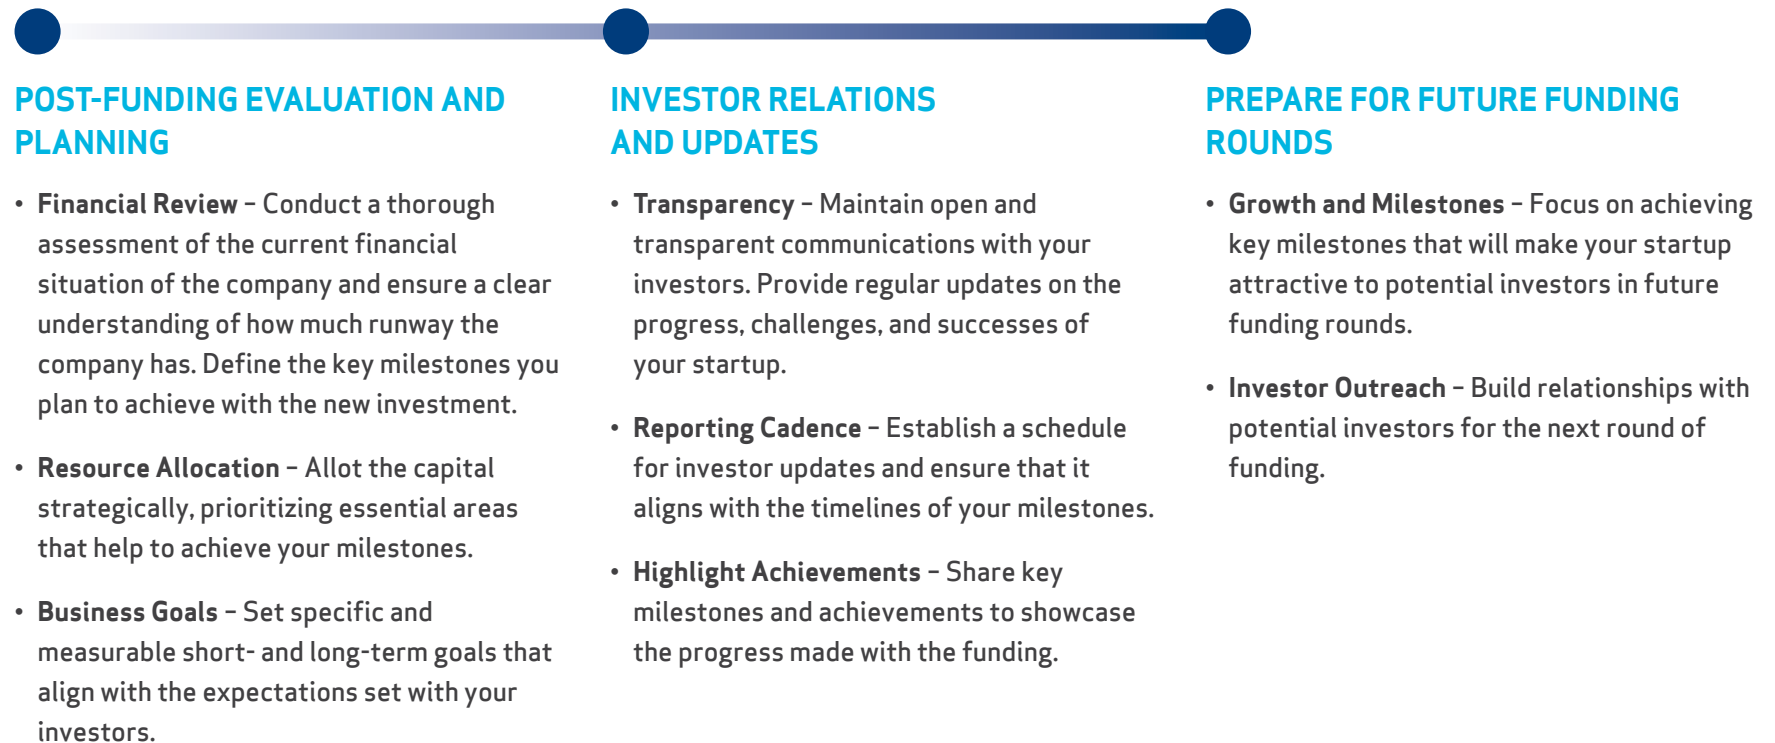 POST-FUNDING EVALUATION AND
PLANNING
• Financial Review – Conduct a thorough
assessment of the current financial
situation of the company and ensure a clear
understanding of how much runway the
company has. Define the key milestones you
plan to achieve with the new investment.
• Resource Allocation – Allot the capital
strategically, prioritizing essential areas
that help to achieve your milestones.
• Business Goals – Set specific and
measurable short- and long-term goals that
align with the expectations set with your
investors.
INVESTOR RELATIONS
AND UPDATES
• Transparency – Maintain open and
transparent communications with your
investors. Provide regular updates on the
progress, challenges, and successes of
your startup.
• Reporting Cadence – Establish a schedule
for investor updates and ensure that it
aligns with the timelines of your milestones.
• Highlight Achievements – Share key
milestones and achievements to showcase
the progress made with the funding.
PREPARE FOR FUTURE FUNDING
ROUNDS
• Growth and Milestones – Focus on achieving
key milestones that will make your startup
attractive to potential investors in future
funding rounds.
• Investor Outreach – Build relationships with
potential investors for the next round of
funding.